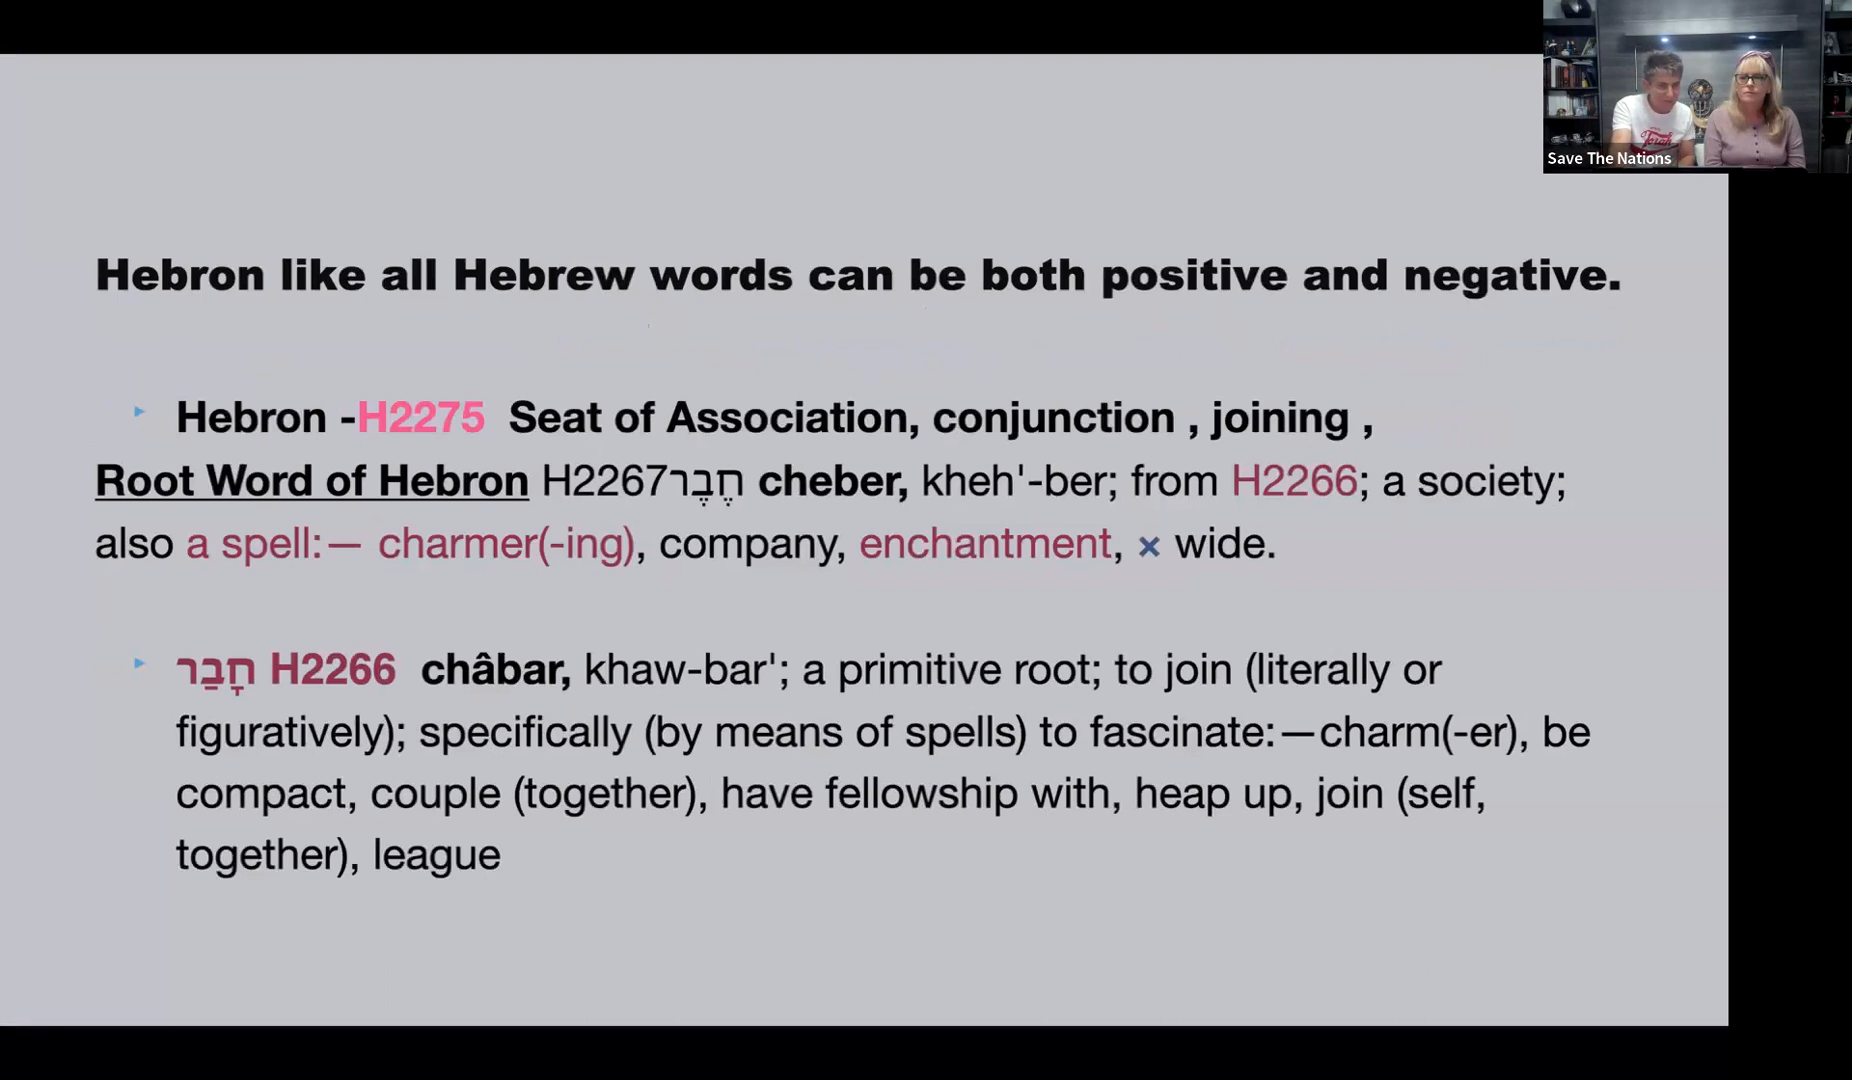 Save The Nations
Torah
Hebron like all Hebrew words can be both positive and negative.
Hebron -H2275 Seat of Association, conjunction , joining ,
Root Word of Hebron H2267חֶבֶר cheber, kheh'-ber; from H2266; a society;
also a spell:— charmer(-ing), company, enchantment, × wide.
חָבַר H2266 châbar, khaw-bar'; a primitive root; to join (literally or
figuratively); specifically (by means of spells) to fascinate:—charm(-er), be
compact, couple (together), have fellowship with, heap up, join (self,
together), league